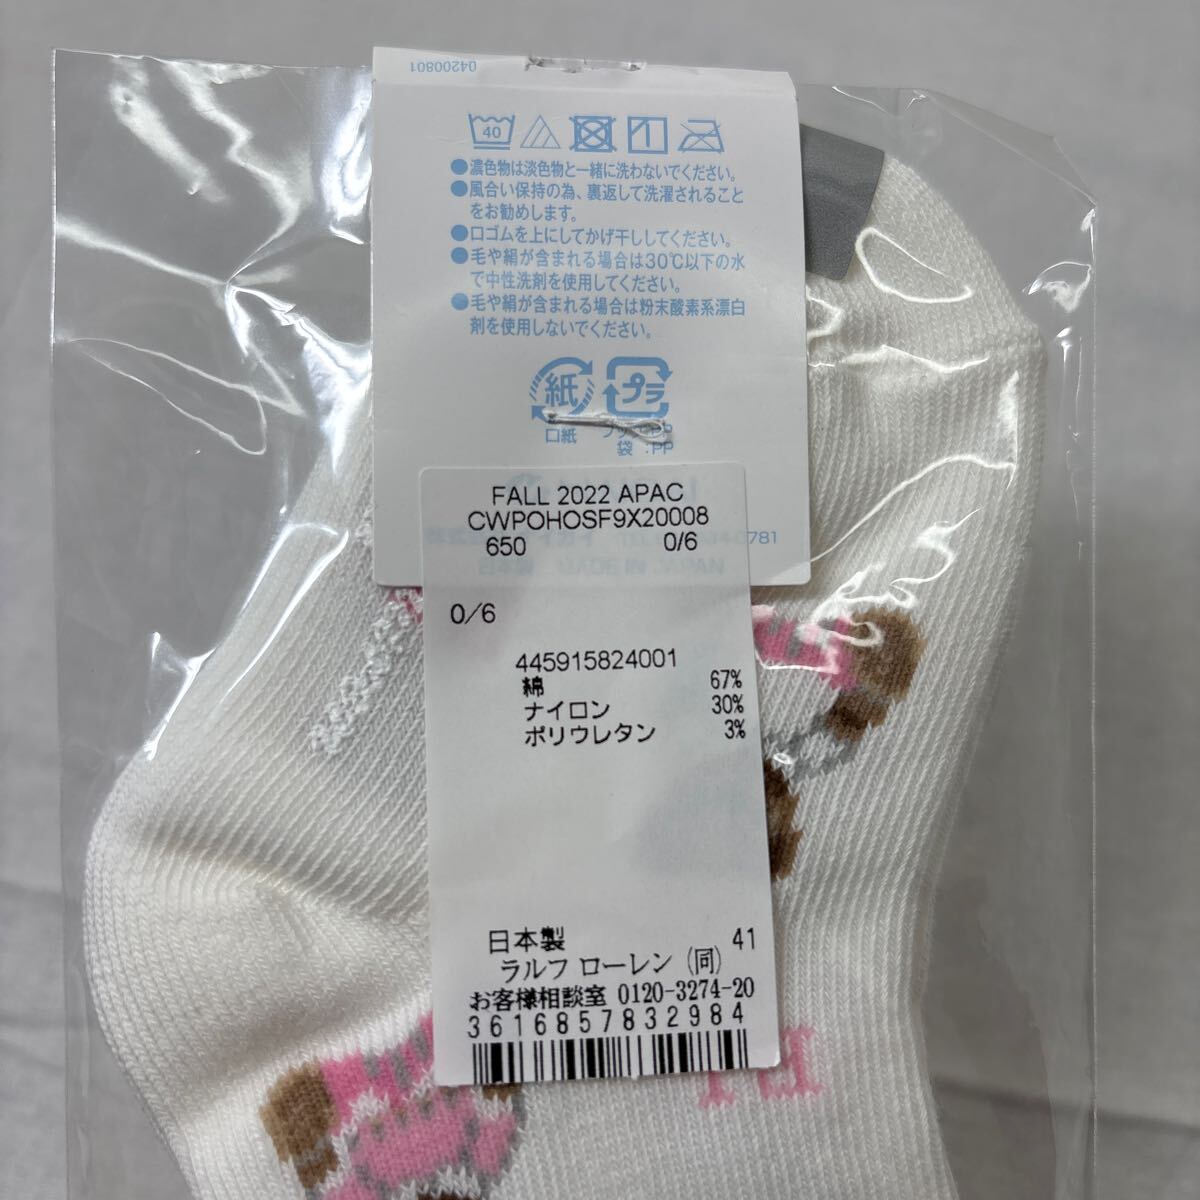 04200801
40
●濃色物は淡色物と一緒に洗わないでください。
●風合い保持の為、裏返して洗濯されること
をお勧めします。
●口ゴムを上にしてかげ干ししてください。
●毛や絹が含まれる場合は30℃以下の水
で中性洗剤を使用してください。
●毛や絹が含まれる場合は粉末酸素系漂白
剤を使用しないでください。
紙 プラ
口紙
袋 :PP
FALL 2022 APAC
CWPOHOSF9X20008
650 0/6
781
日本製 MADE IN JAPAN
0/6
445915824001
綿 67%
ナイロン 30%
ポリウレタン 3%
日本製 41
ラルフ ローレン (同)
お客様相談室 0120-3274-20
3616857832984